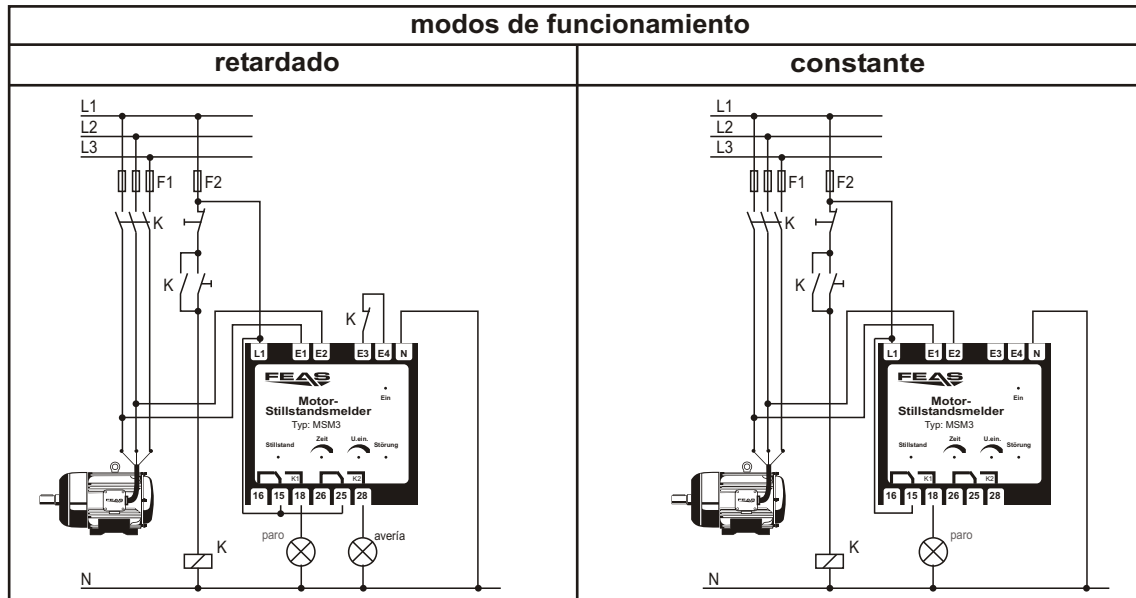 modos de funcionamiento
retardado
constante
L1
L2
L3
F1
F2
K
K
K
L1 E1 E2 E3 E4 N
FEAS
Ein
Motor-
Stillstandsmelder
Typ: MSM3
Stillstand Zeit U.ein. Störung
K1 K2
16 15 18 26 25 28
FEAS
paro
avería
K
N
L1
L2
L3
F1
F2
K
K
L1 E1 E2 E3 E4 N
FEAS
Ein
Motor-
Stillstandsmelder
Typ: MSM3
Stillstand Zeit U.ein. Störung
K1 K2
16 15 18 26 25 28
FEAS
paro
K
N